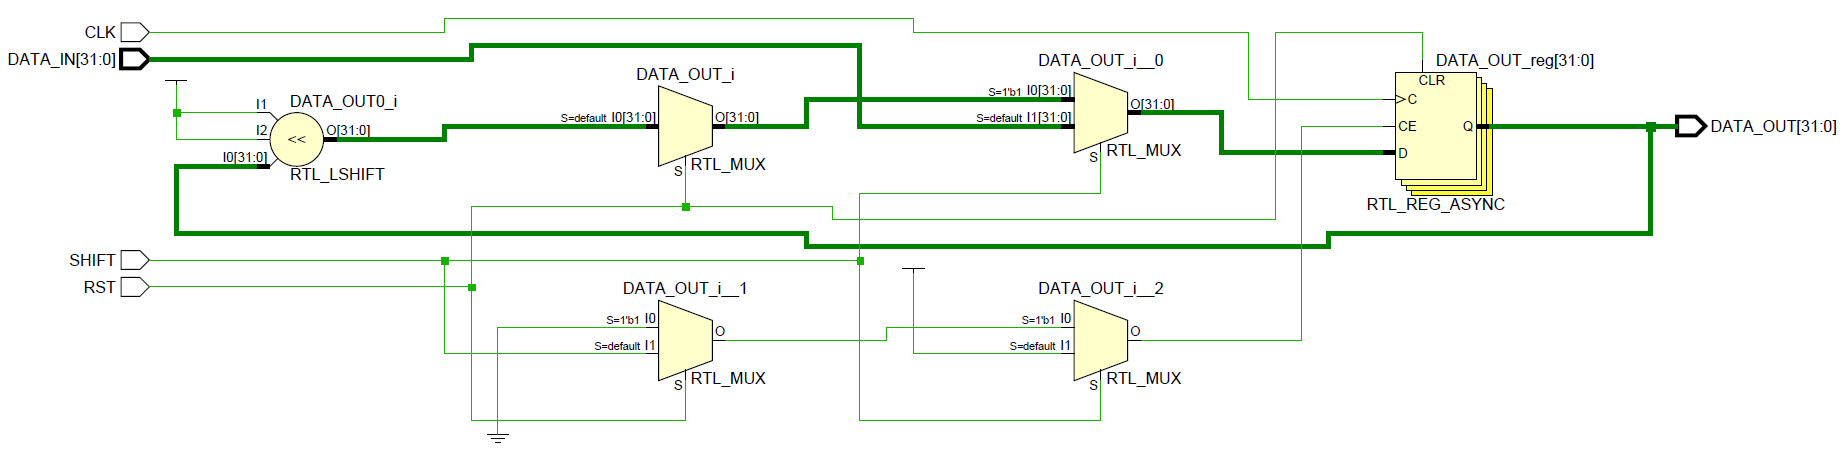 CLK
DATA_IN[31:0]
I1
I2
I0[31:0]
DATA_OUT0_i
<<
O[31:0]
RTL_LSHIFT
DATA_OUT_i
S=default I0[31:0]
O[31:0]
S
RTL_MUX
DATA_OUT_i__0
S=1'b1 I0[31:0]
S=default I1[31:0]
O[31:0]
S
RTL_MUX
DATA_OUT_reg[31:0]
CLR
C
CE
D
Q
RTL_REG_ASYNC
DATA_OUT[31:0]
SHIFT
RST
DATA_OUT_i__1
S=1'b1 I0
S=default I1
O
S
RTL_MUX
DATA_OUT_i__2
S=1'b1 I0
S=default I1
O
S
RTL_MUX